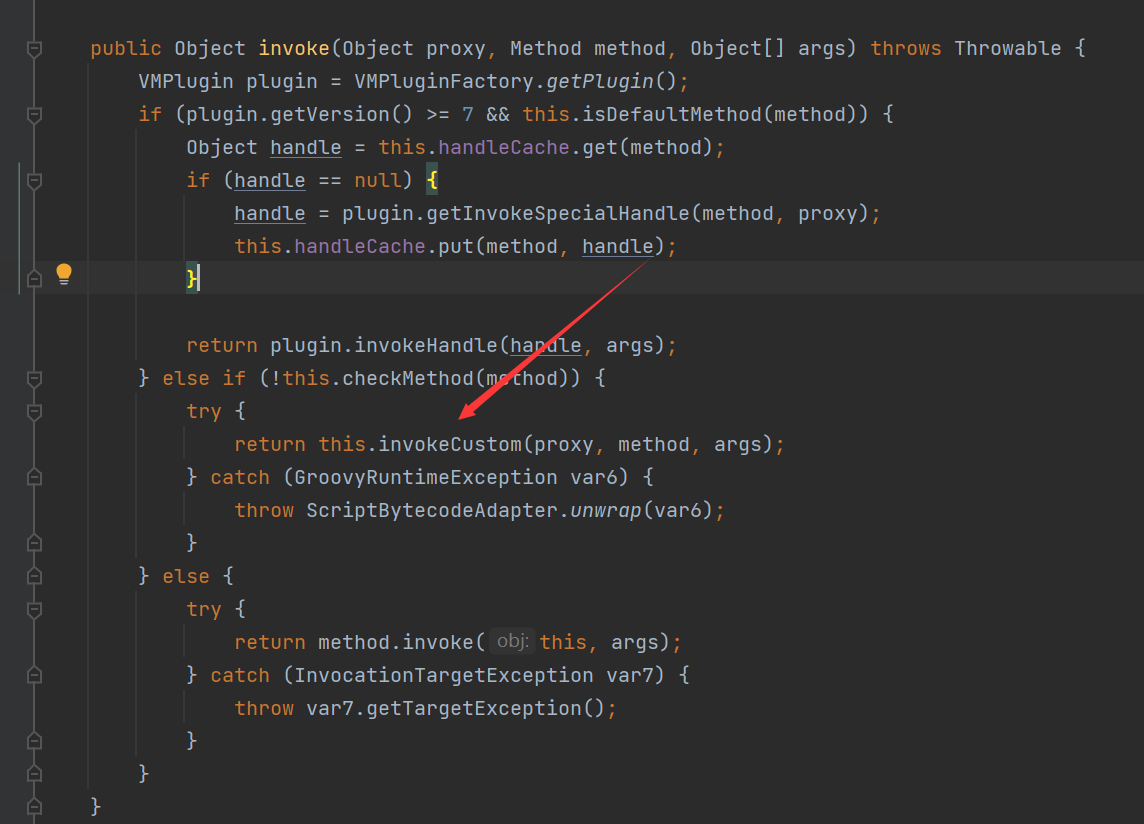 public Object invoke(Object proxy, Method method, Object[] args) throws Throwable {
VMPlugin plugin = VMPluginFactory.getPlugin();
if (plugin.getVersion() >= 7 && this.isDefaultMethod(method)) {
Object handle = this.handleCache.get(method);
if (handle == null) {
handle = plugin.getInvokeSpecialHandle(method, proxy);
this.handleCache.put(method, handle);
}
return plugin.invokeHandle(handle, args);
} else if (!this.checkMethod(method)) {
try {
return this.invokeCustom(proxy, method, args);
} catch (GroovyRuntimeException var6) {
throw ScriptBytecodeAdapter.unwrap(var6);
}
} else {
try {
return method.invoke( obj: this, args);
} catch (InvocationTargetException var7) {
throw var7.getTargetException();
}
}
}